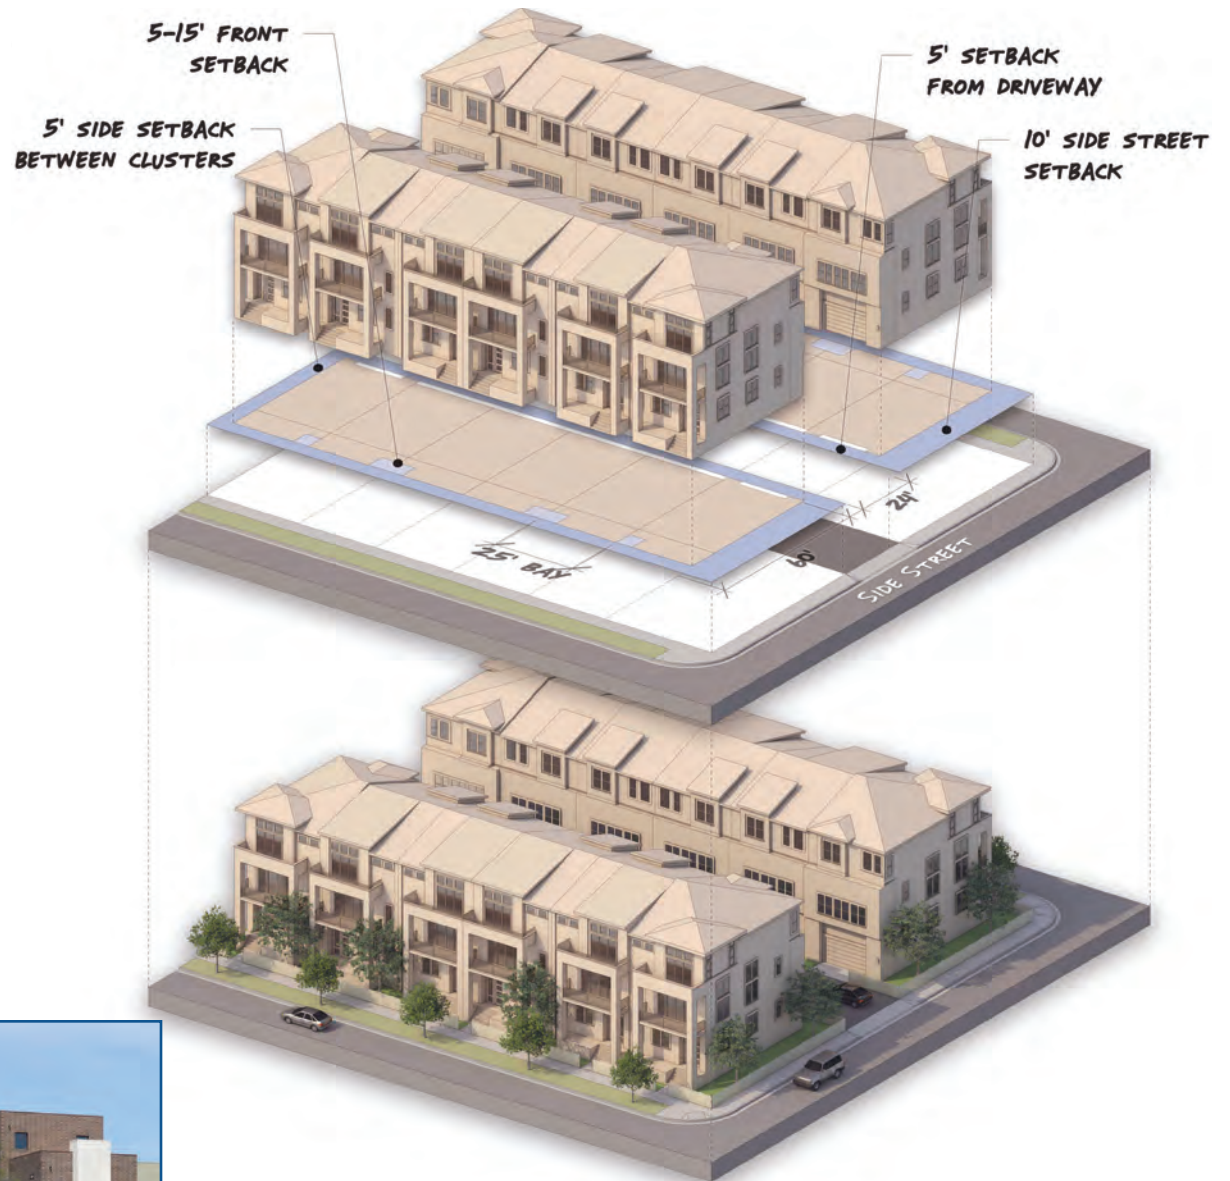 5-15' FRONT
SETBACK
5' SIDE SETBACK
BETWEEN CLUSTERS
5' SETBACK
FROM DRIVEWAY
10' SIDE STREET
SETBACK
24'
25' BAY
60'
SIDE STREET